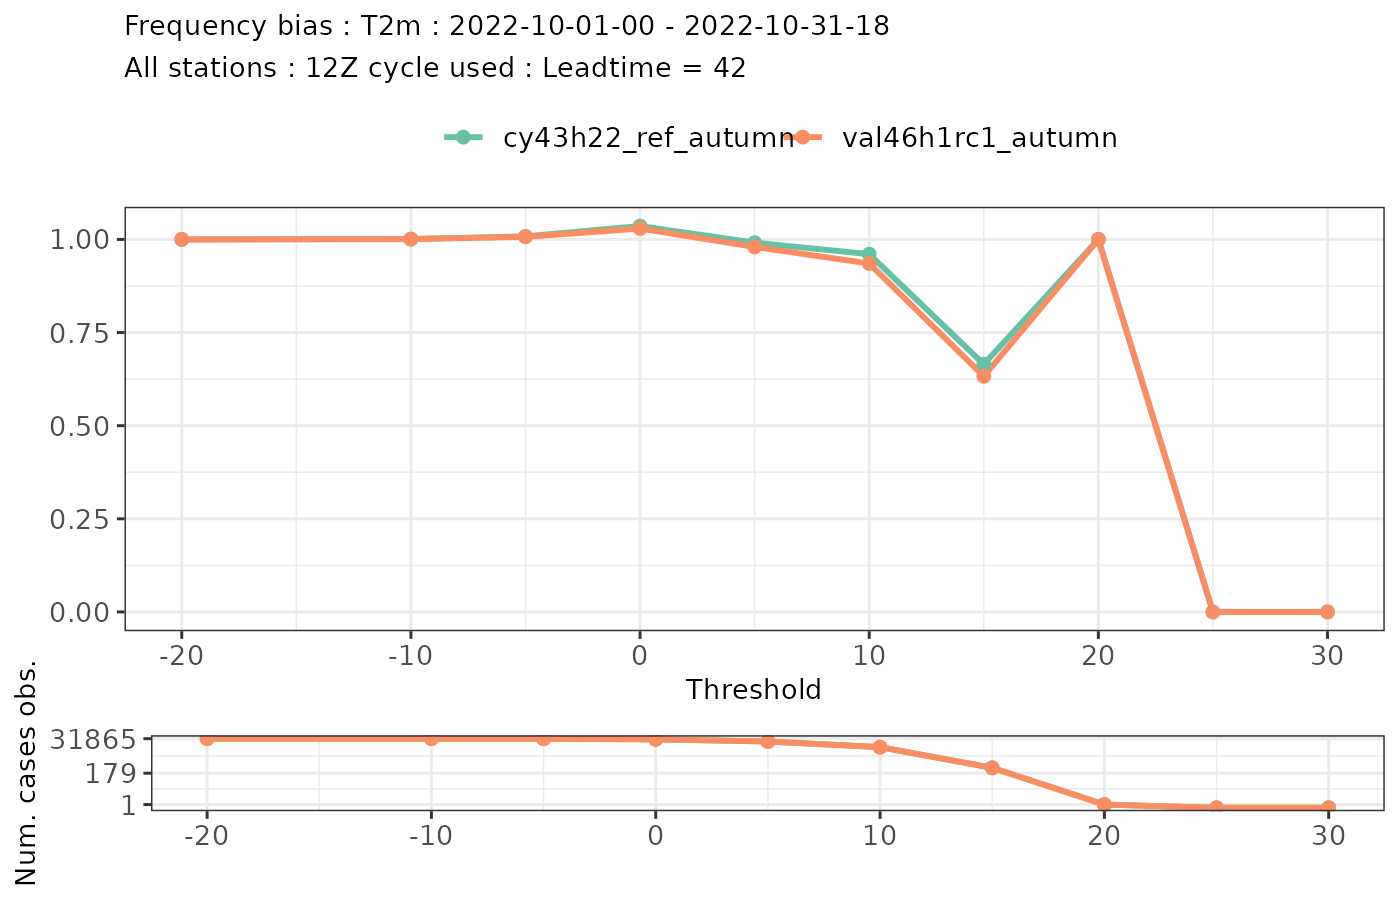 Frequency bias : T2m : 2022-10-01-00 - 2022-10-31-18
All stations : 12Z cycle used : Leadtime = 42
cy43h22_ref_autumn val46h1rc1_autumn
1.00
0.75
0.50
0.25
0.00
-20 -10 0 10 20 30
Threshold
Num. cases obs.
31865
179
1
-20 -10 0 10 20 30